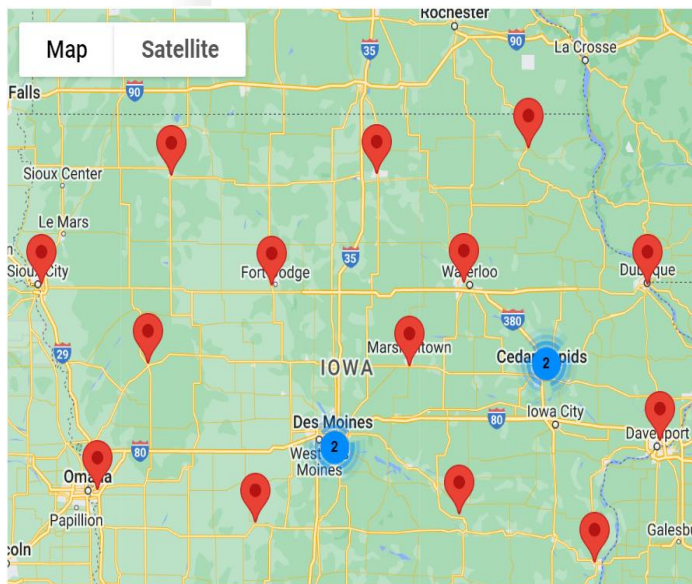 Rochester
Map
Satellite
35
90
La Crosse
Falls
90
Sioux Center
Le Mars
35
Sioux City
Fort Dodge
Waterloo
Dubuque
380
29
Marshalltown
IOWA
Cedar Rapids
2
Des Moines
80
Iowa City
80
West
2
Moines
Davenport
Omaha
Papillion
Galesbu
coln